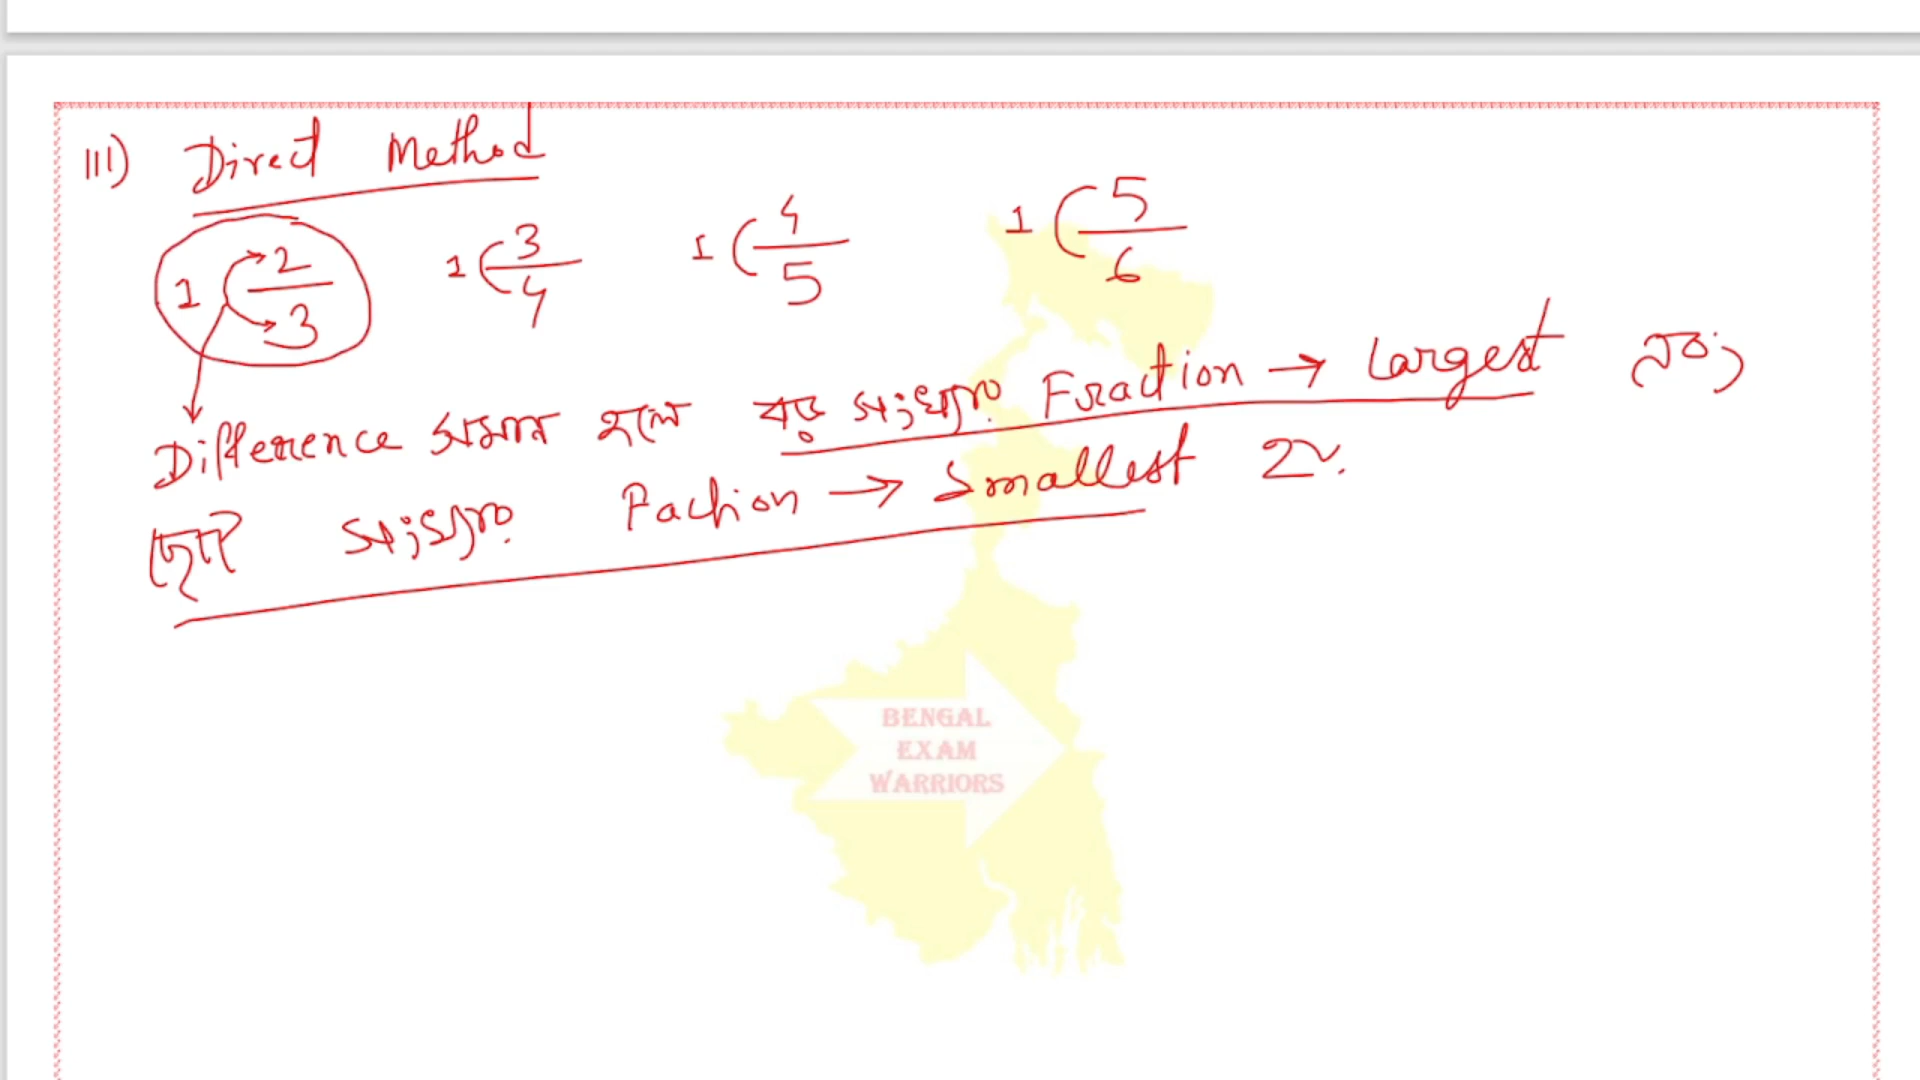 III) Direct Method
1 ( 2/3 1 ( 3/4 1 ( 4/5 1 ( 5/6
Difference সমান হলে বড় সংখ্যার Fraction → Largest এবং
ছোট সংখ্যার Faction → Smallest হয়.
BENGAL
EXAM
WARRIORS